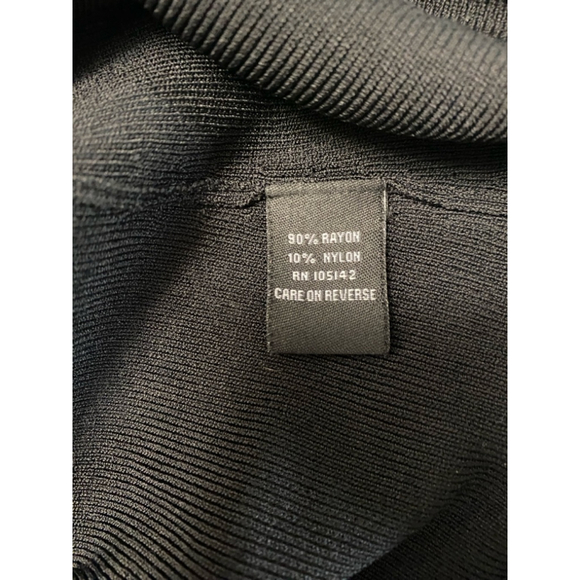 90% RAYON
10% NYLON
RN 105142
CARE ON REVERSE